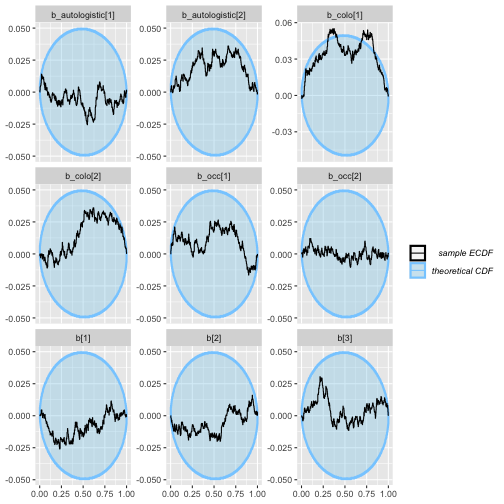 b_autologistic[1] b_autologistic[2] b_colo[1]
0.050 0.050 0.06
0.025 0.025 0.03
0.000 0.000 0.00
-0.025 -0.025 -0.03
-0.050 -0.050
b_colo[2] b_occ[1] b_occ[2]
0.050 0.050 0.050
0.025 0.025 0.025
0.000 0.000 0.000
-0.025 -0.025 -0.025
-0.050 -0.050 -0.050
sample ECDF
theoretical CDF
b[1] b[2] b[3]
0.050 0.050 0.050
0.025 0.025 0.025
0.000 0.000 0.000
-0.025 -0.025 -0.025
-0.050 -0.050 -0.050
0.00 0.25 0.50 0.75 1.00 0.00 0.25 0.50 0.75 1.00 0.00 0.25 0.50 0.75 1.00